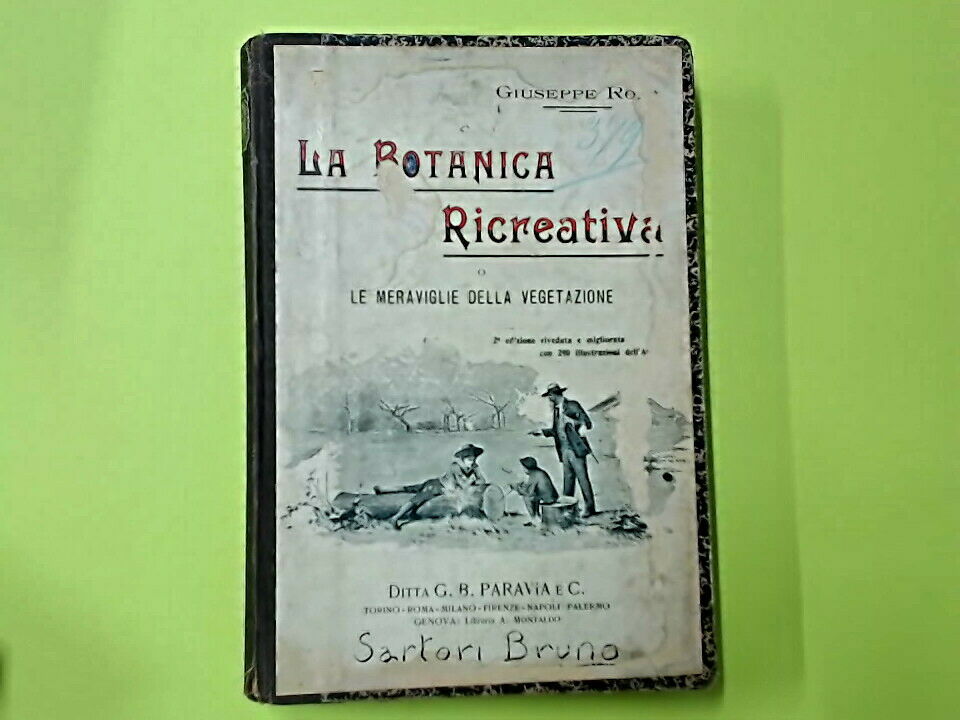 GIUSEPPE RO.
379
LA BOTANICA
Ricreativa
O
LE MERAVIGLIE DELLA VEGETAZIONE
2ª edizione riveduta e migliorata
con 290 illustrazioni dell'A
DITTA G. B. PARAVIA E C.
TORINO - ROMA - MILANO - FIRENZE - NAPOLI PALERMO
GENOVA: Libreria A. MONTALDO
Sartori Bruno